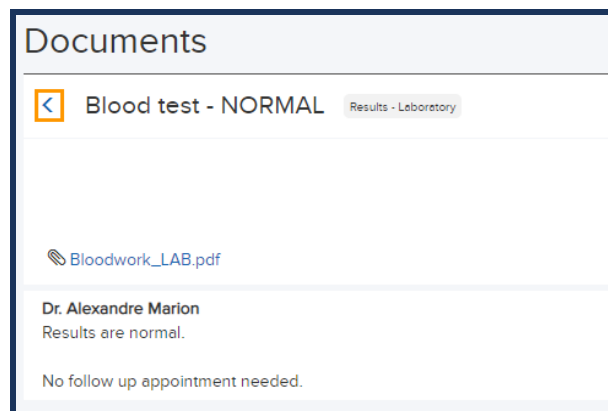 Documents
Blood test - NORMAL Results - Laboratory
Bloodwork_LAB.pdf
Dr. Alexandre Marion
Results are normal.
No follow up appointment needed.